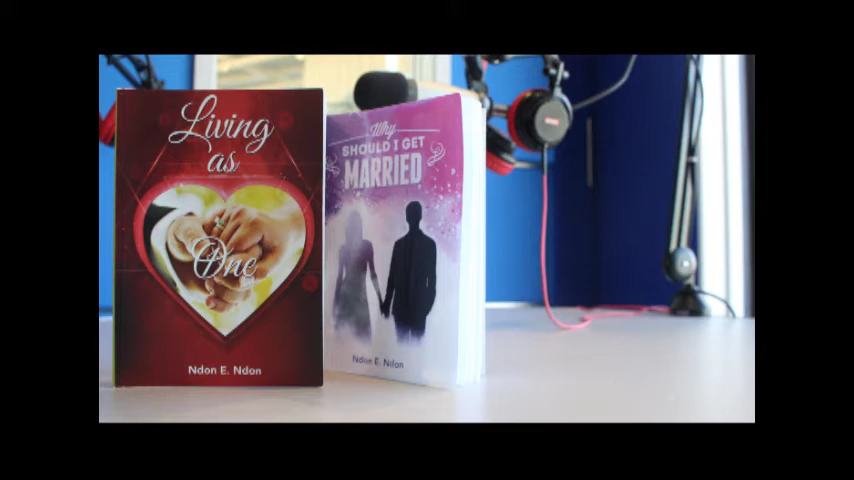 Living
as
One
Ndon E. Ndon
Why
SHOULD I GET
MARRIED
Ndon E. Ndon